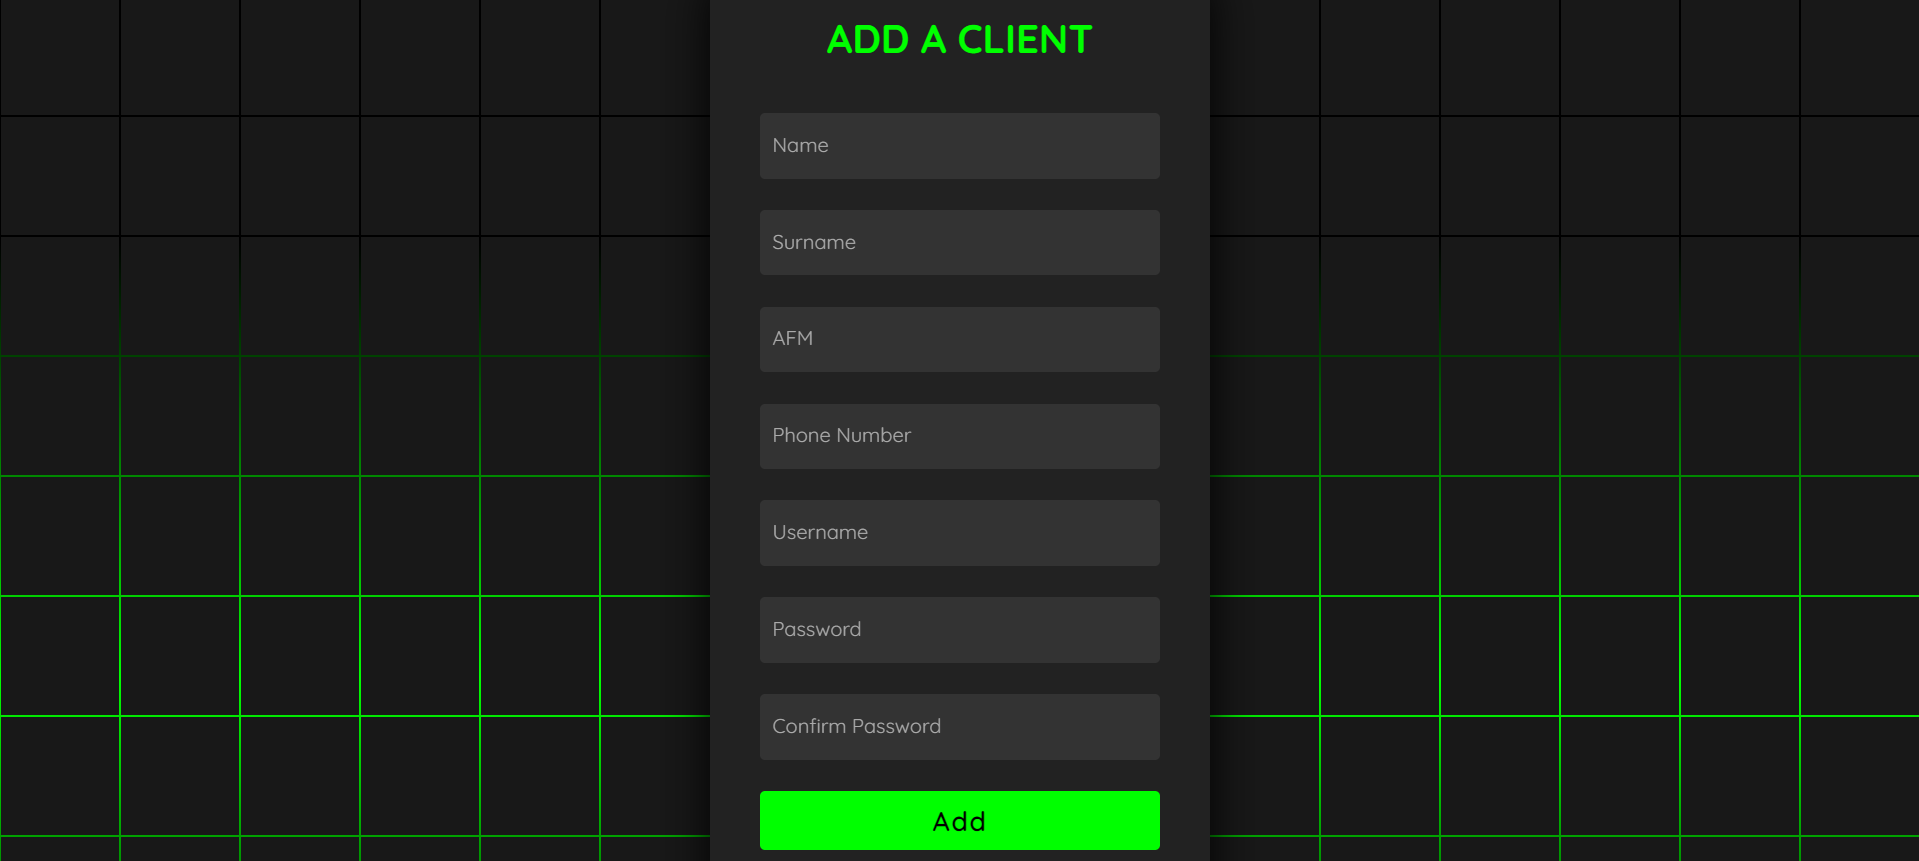 ADD A CLIENT
Name
Surname
AFM
Phone Number
Username
Password
Confirm Password
Add